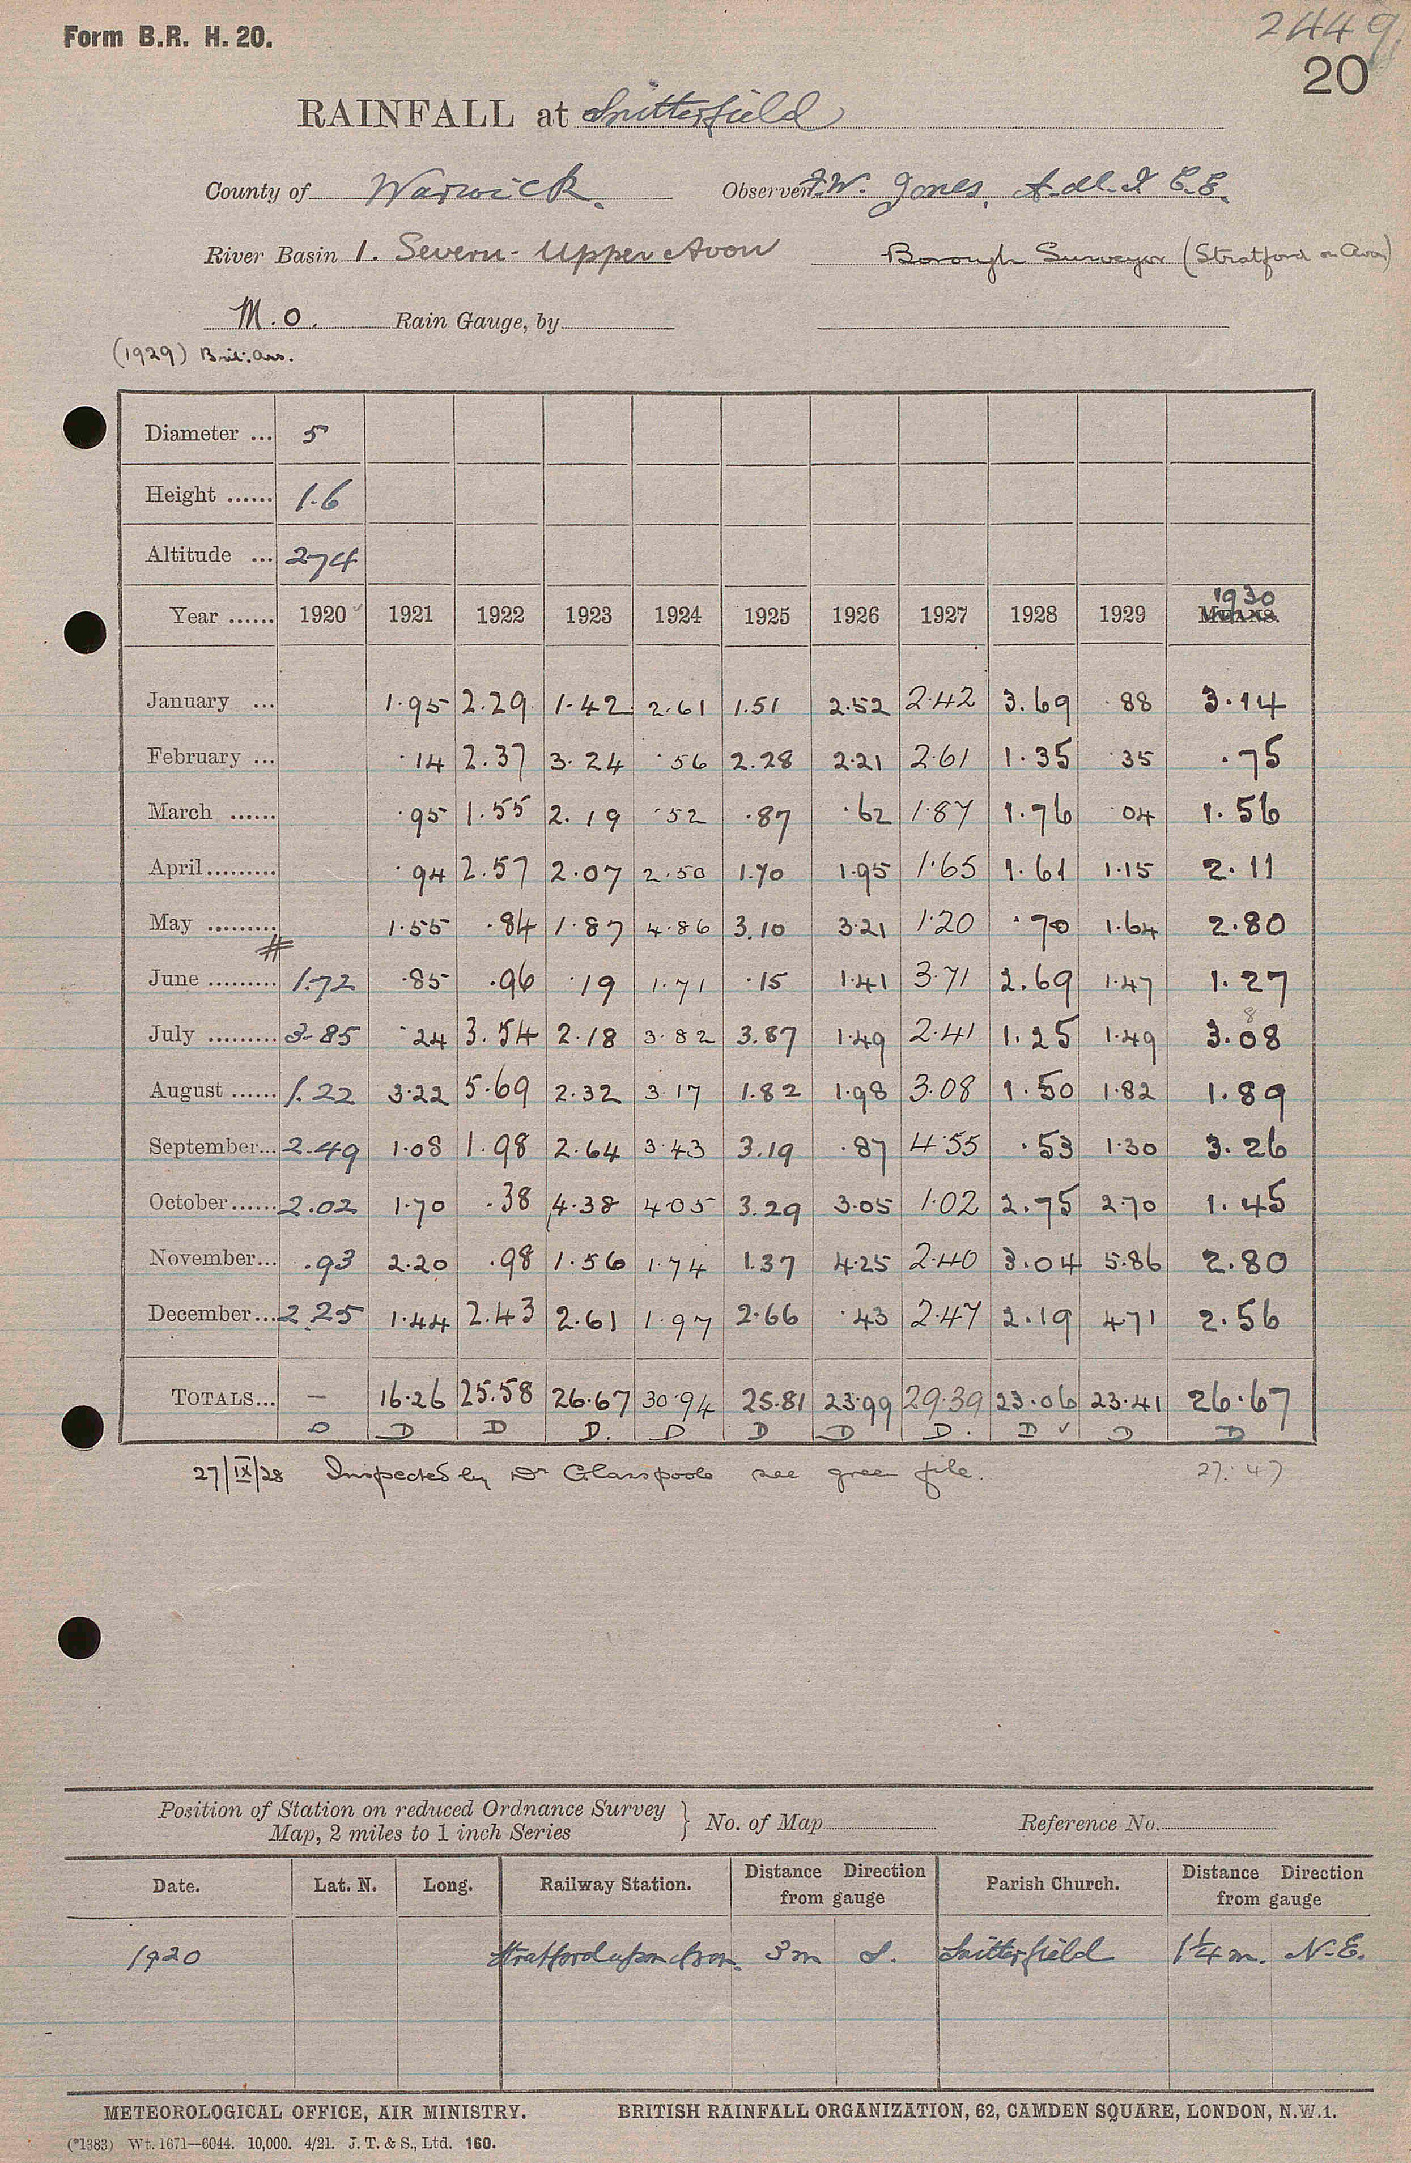 Form B.R. H. 20.
2449
20
RAINFALL at Snitterfield
County of Warwick. Observer F.W. Jones, A.M.I.C.E.
River Basin 1. Severn - Upper Avon Borough Surveyor (Stratford on Avon)
M.O. Rain Gauge, by
(1929)
Diameter ... 5
Height ...... 1.6
Altitude ... 274
1930
Year ...... 1920 1921 1922 1923 1924 1925 1926 1927 1928 1929 MEANS.
January ... 1.95 2.29 1.42 2.61 1.51 2.52 2.42 3.69 .88 3.14
February ... .14 2.37 3.24 .56 2.28 2.21 2.61 1.35 .35 .75
March ...... .95 1.55 2.19 .52 .87 .62 1.87 1.76 .04 1.56
April ......... .94 2.57 2.07 2.50 1.70 1.95 1.65 1.61 1.15 2.11
May ......... 1.55 .84 1.87 4.86 3.10 3.21 1.20 .70 1.64 2.80
#
June ......... 1.72 .85 .96 .19 1.71 .15 1.41 3.71 2.69 1.47 1.27
8
July ......... 3.85 .24 3.54 2.18 3.82 3.87 1.49 2.41 1.25 1.49 3.08
August ...... 1.22 3.22 5.69 2.32 3.17 1.82 1.98 3.08 1.50 1.82 1.89
September... 2.49 1.08 1.98 2.64 3.43 3.19 .87 4.55 .53 1.30 3.26
October ...... 2.02 1.70 .38 4.38 4.05 3.29 3.05 1.02 2.75 2.70 1.45
November... .93 2.20 .98 1.56 1.74 1.37 4.25 2.40 3.04 5.86 2.80
December... 2.25 1.44 2.43 2.61 1.97 2.66 .43 2.47 2.19 4.71 2.56
TOTALS... — 16.26 25.58 26.67 30.94 25.81 23.99 29.39 23.06 23.41 26.67
D D D D. D D D D. D ✓ D D
27/IX/28 Inspected by Dr Glasspoole see green file. 27.47
Position of Station on reduced Ordnance Survey } No. of Map Reference No.
Map, 2 miles to 1 inch Series
Date. Lat. N. Long. Railway Station. Distance Direction from gauge Parish Church. Distance Direction from gauge
1920 Stratford upon Avon. 3 m S. Snitterfield 1¼ m. N.E.
METEOROLOGICAL OFFICE, AIR MINISTRY. BRITISH RAINFALL ORGANIZATION, 62, CAMDEN SQUARE, LONDON, N.W.1.
(*1383) Wt. 1671—6044. 10,000. 4/21. J. T. & S., Ltd. 160.